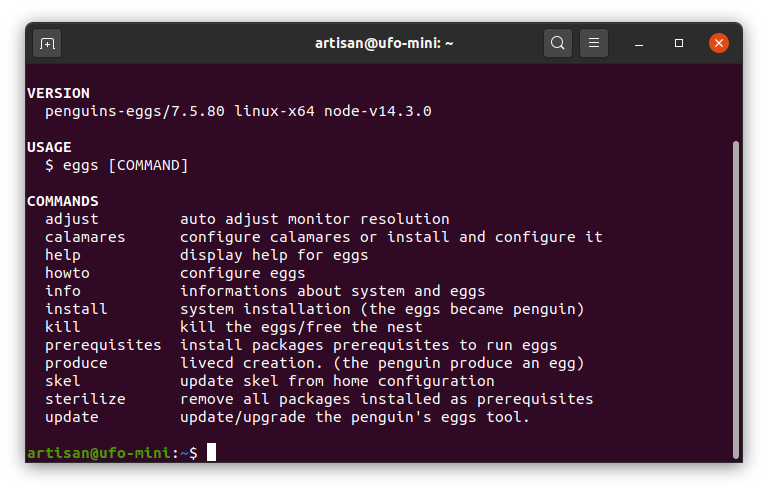 artisan@ufo-mini: ~
VERSION
penguins-eggs/7.5.80 linux-x64 node-v14.3.0
USAGE
$ eggs [COMMAND]
COMMANDS
adjust auto adjust monitor resolution
calamares configure calamares or install and configure it
help display help for eggs
howto configure eggs
info informations about system and eggs
install system installation (the eggs became penguin)
kill kill the eggs/free the nest
prerequisites install packages prerequisites to run eggs
produce livecd creation. (the penguin produce an egg)
skel update skel from home configuration
sterilize remove all packages installed as prerequisites
update update/upgrade the penguin's eggs tool.
artisan@ufo-mini:~$